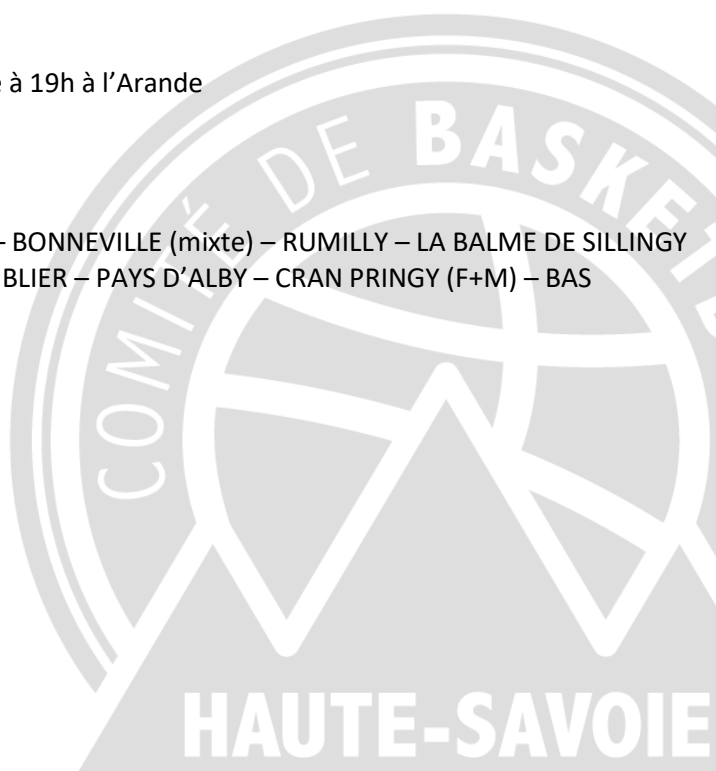 à 19h à l’Arande
– BONNEVILLE (mixte) – RUMILLY – LA BALME DE SILLINGY
BLIER – PAYS D’ALBY – CRAN PRINGY (F+M) – BAS
COMITÉ DE BASKE
HAUTE-SAVOIE